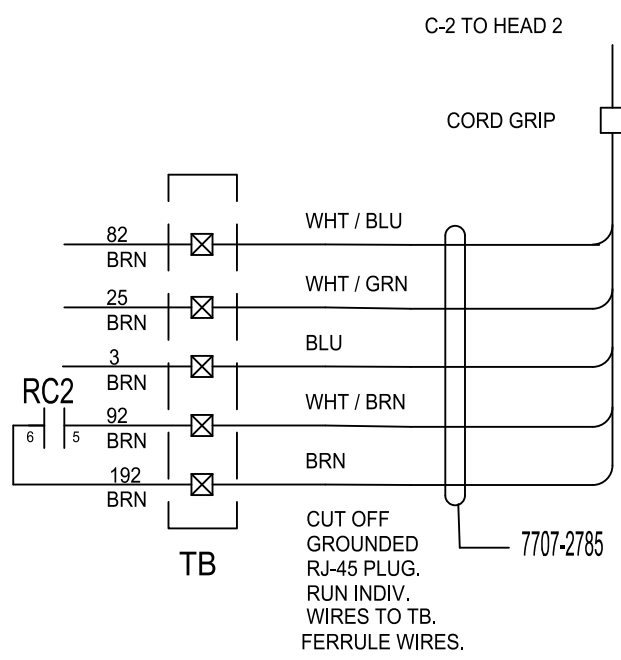 C-2 TO HEAD 2
CORD GRIP
82
BRN
WHT / BLU
25
BRN
WHT / GRN
3
BRN
BLU
RC2
6
5
92
BRN
WHT / BRN
192
BRN
BRN
TB
CUT OFF
GROUNDED
RJ-45 PLUG.
RUN INDIV.
WIRES TO TB.
FERRULE WIRES.
7707-2785